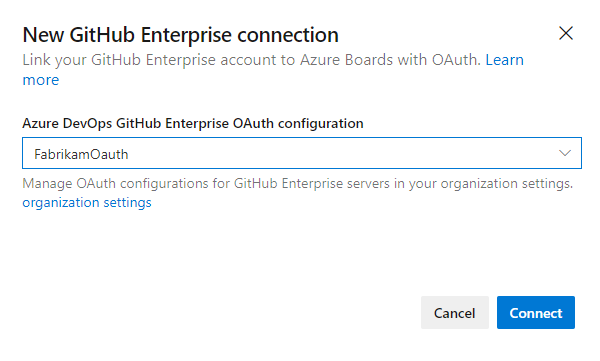 New GitHub Enterprise connection
Link your GitHub Enterprise account to Azure Boards with OAuth. Learn
more
Azure DevOps GitHub Enterprise OAuth configuration
FabrikamOauth
Manage OAuth configurations for GitHub Enterprise servers in your organization settings.
organization settings
Cancel Connect